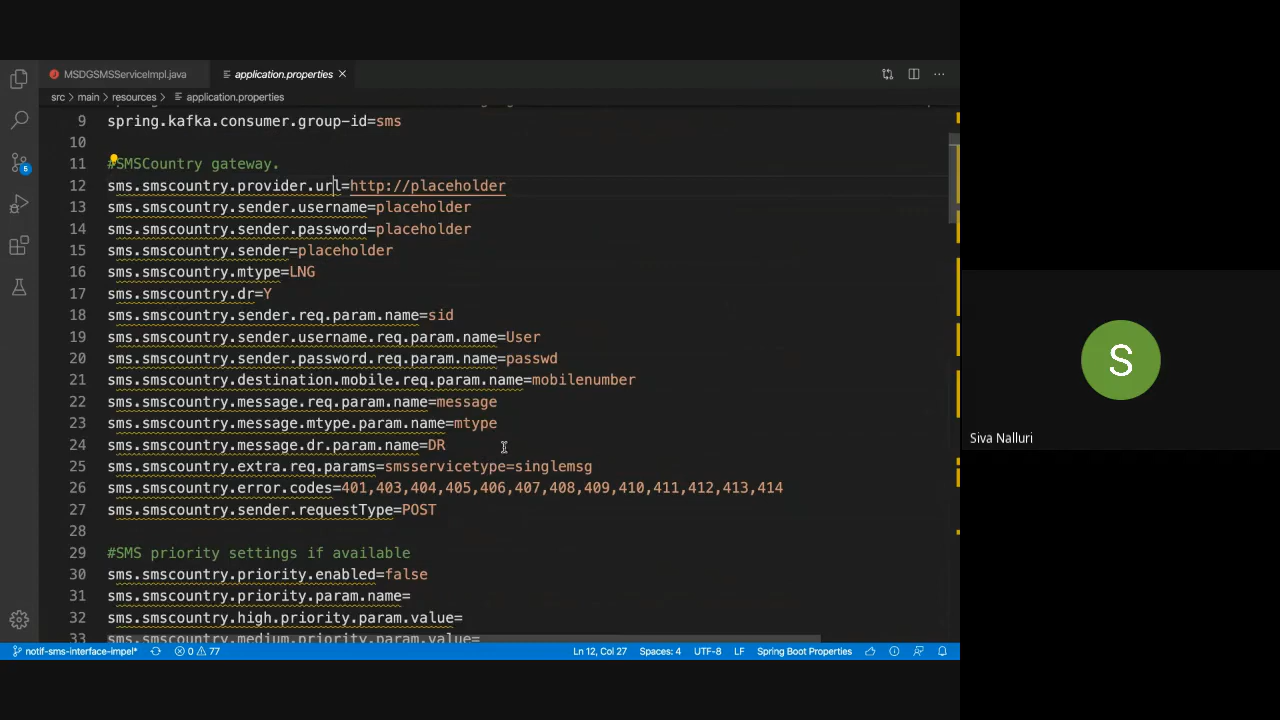 MSDGSMSServiceImpl.java
application.properties
src > main > resources > application.properties
9 spring.kafka.consumer.group-id=sms
10
11 #SMSCountry gateway.
12 sms.smscountry.provider.url=http://placeholder
13 sms.smscountry.sender.username=placeholder
14 sms.smscountry.sender.password=placeholder
15 sms.smscountry.sender=placeholder
16 sms.smscountry.mtype=LNG
17 sms.smscountry.dr=Y
18 sms.smscountry.sender.req.param.name=sid
19 sms.smscountry.sender.username.req.param.name=User
20 sms.smscountry.sender.password.req.param.name=passwd
21 sms.smscountry.destination.mobile.req.param.name=mobilenumber
22 sms.smscountry.message.req.param.name=message
23 sms.smscountry.message.mtype.param.name=mtype
24 sms.smscountry.message.dr.param.name=DR
25 sms.smscountry.extra.req.params=smsservicetype=singlemsg
26 sms.smscountry.error.codes=401,403,404,405,406,407,408,409,410,411,412,413,414
27 sms.smscountry.sender.requestType=POST
28
29 #SMS priority settings if available
30 sms.smscountry.priority.enabled=false
31 sms.smscountry.priority.param.name=
32 sms.smscountry.high.priority.param.value=
33 sms.smscountry.medium.priority.param.value=
5
notif-sms-interface-impel* 0 77 Ln 12, Col 27 Spaces: 4 UTF-8 LF Spring Boot Properties
S
Siva Nalluri